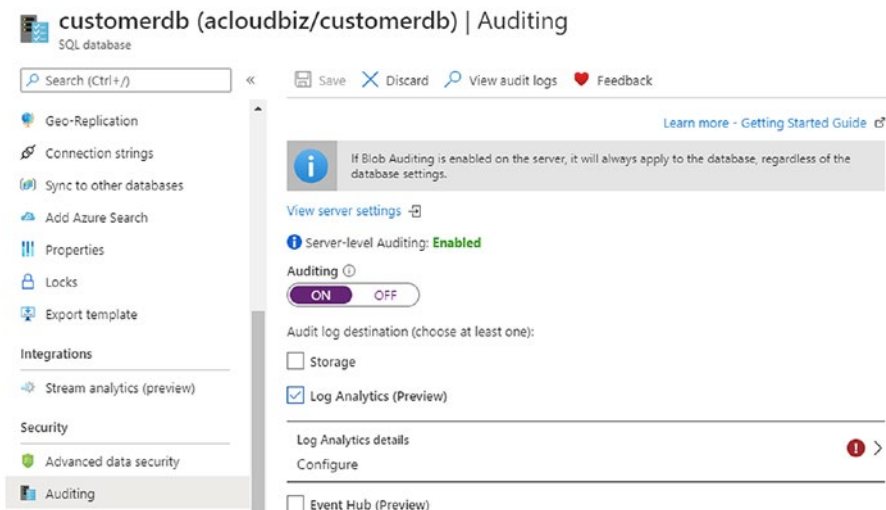 customerdb (acloudbiz/customerdb) | Auditing
SQL database
Search (Ctrl+/)
«
Geo-Replication
Connection strings
Sync to other databases
Add Azure Search
Properties
Locks
Export template
Integrations
Stream analytics (preview)
Security
Advanced data security
Auditing
Save Discard View audit logs Feedback
Learn more - Getting Started Guide
If Blob Auditing is enabled on the server, it will always apply to the database, regardless of the
database settings.
View server settings
Server-level Auditing: Enabled
Auditing
ON OFF
Audit log destination (choose at least one):
Storage
Log Analytics (Preview)
Log Analytics details
Configure
Event Hub (Preview)